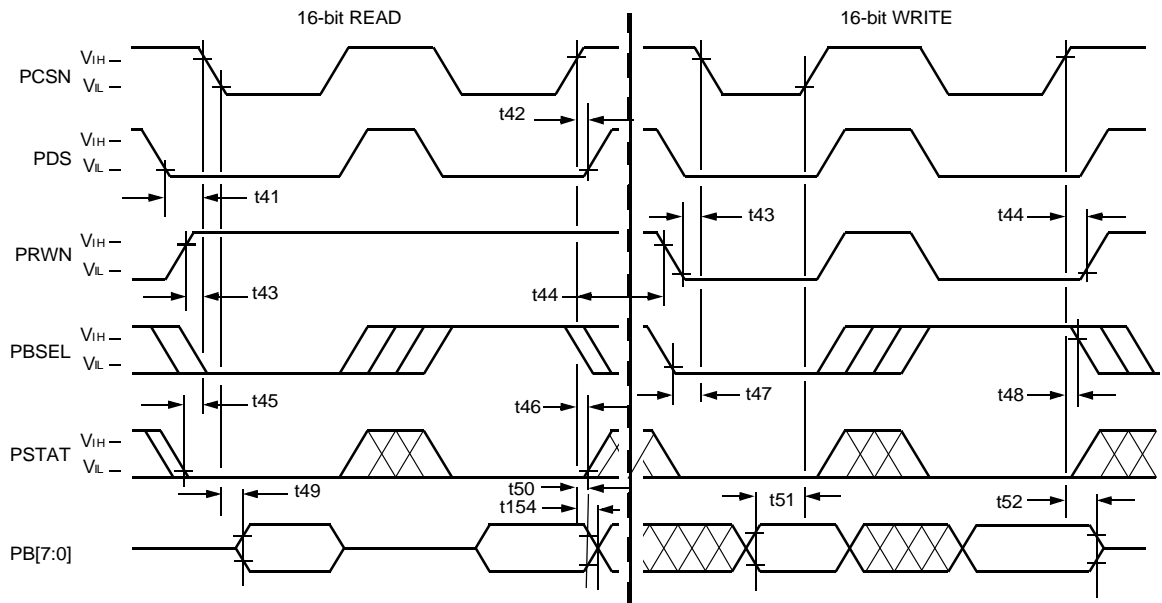 16-bit READ
16-bit WRITE
PCSN
VIH
VIL
t42
PDS
VIH
VIL
t41
t43
t44
PRWN
VIH
VIL
t43
t44
PBSEL
VIH
VIL
t45
t46
t47
t48
PSTAT
VIH
VIL
t49
t50
t51
t52
t154
PB[7:0]